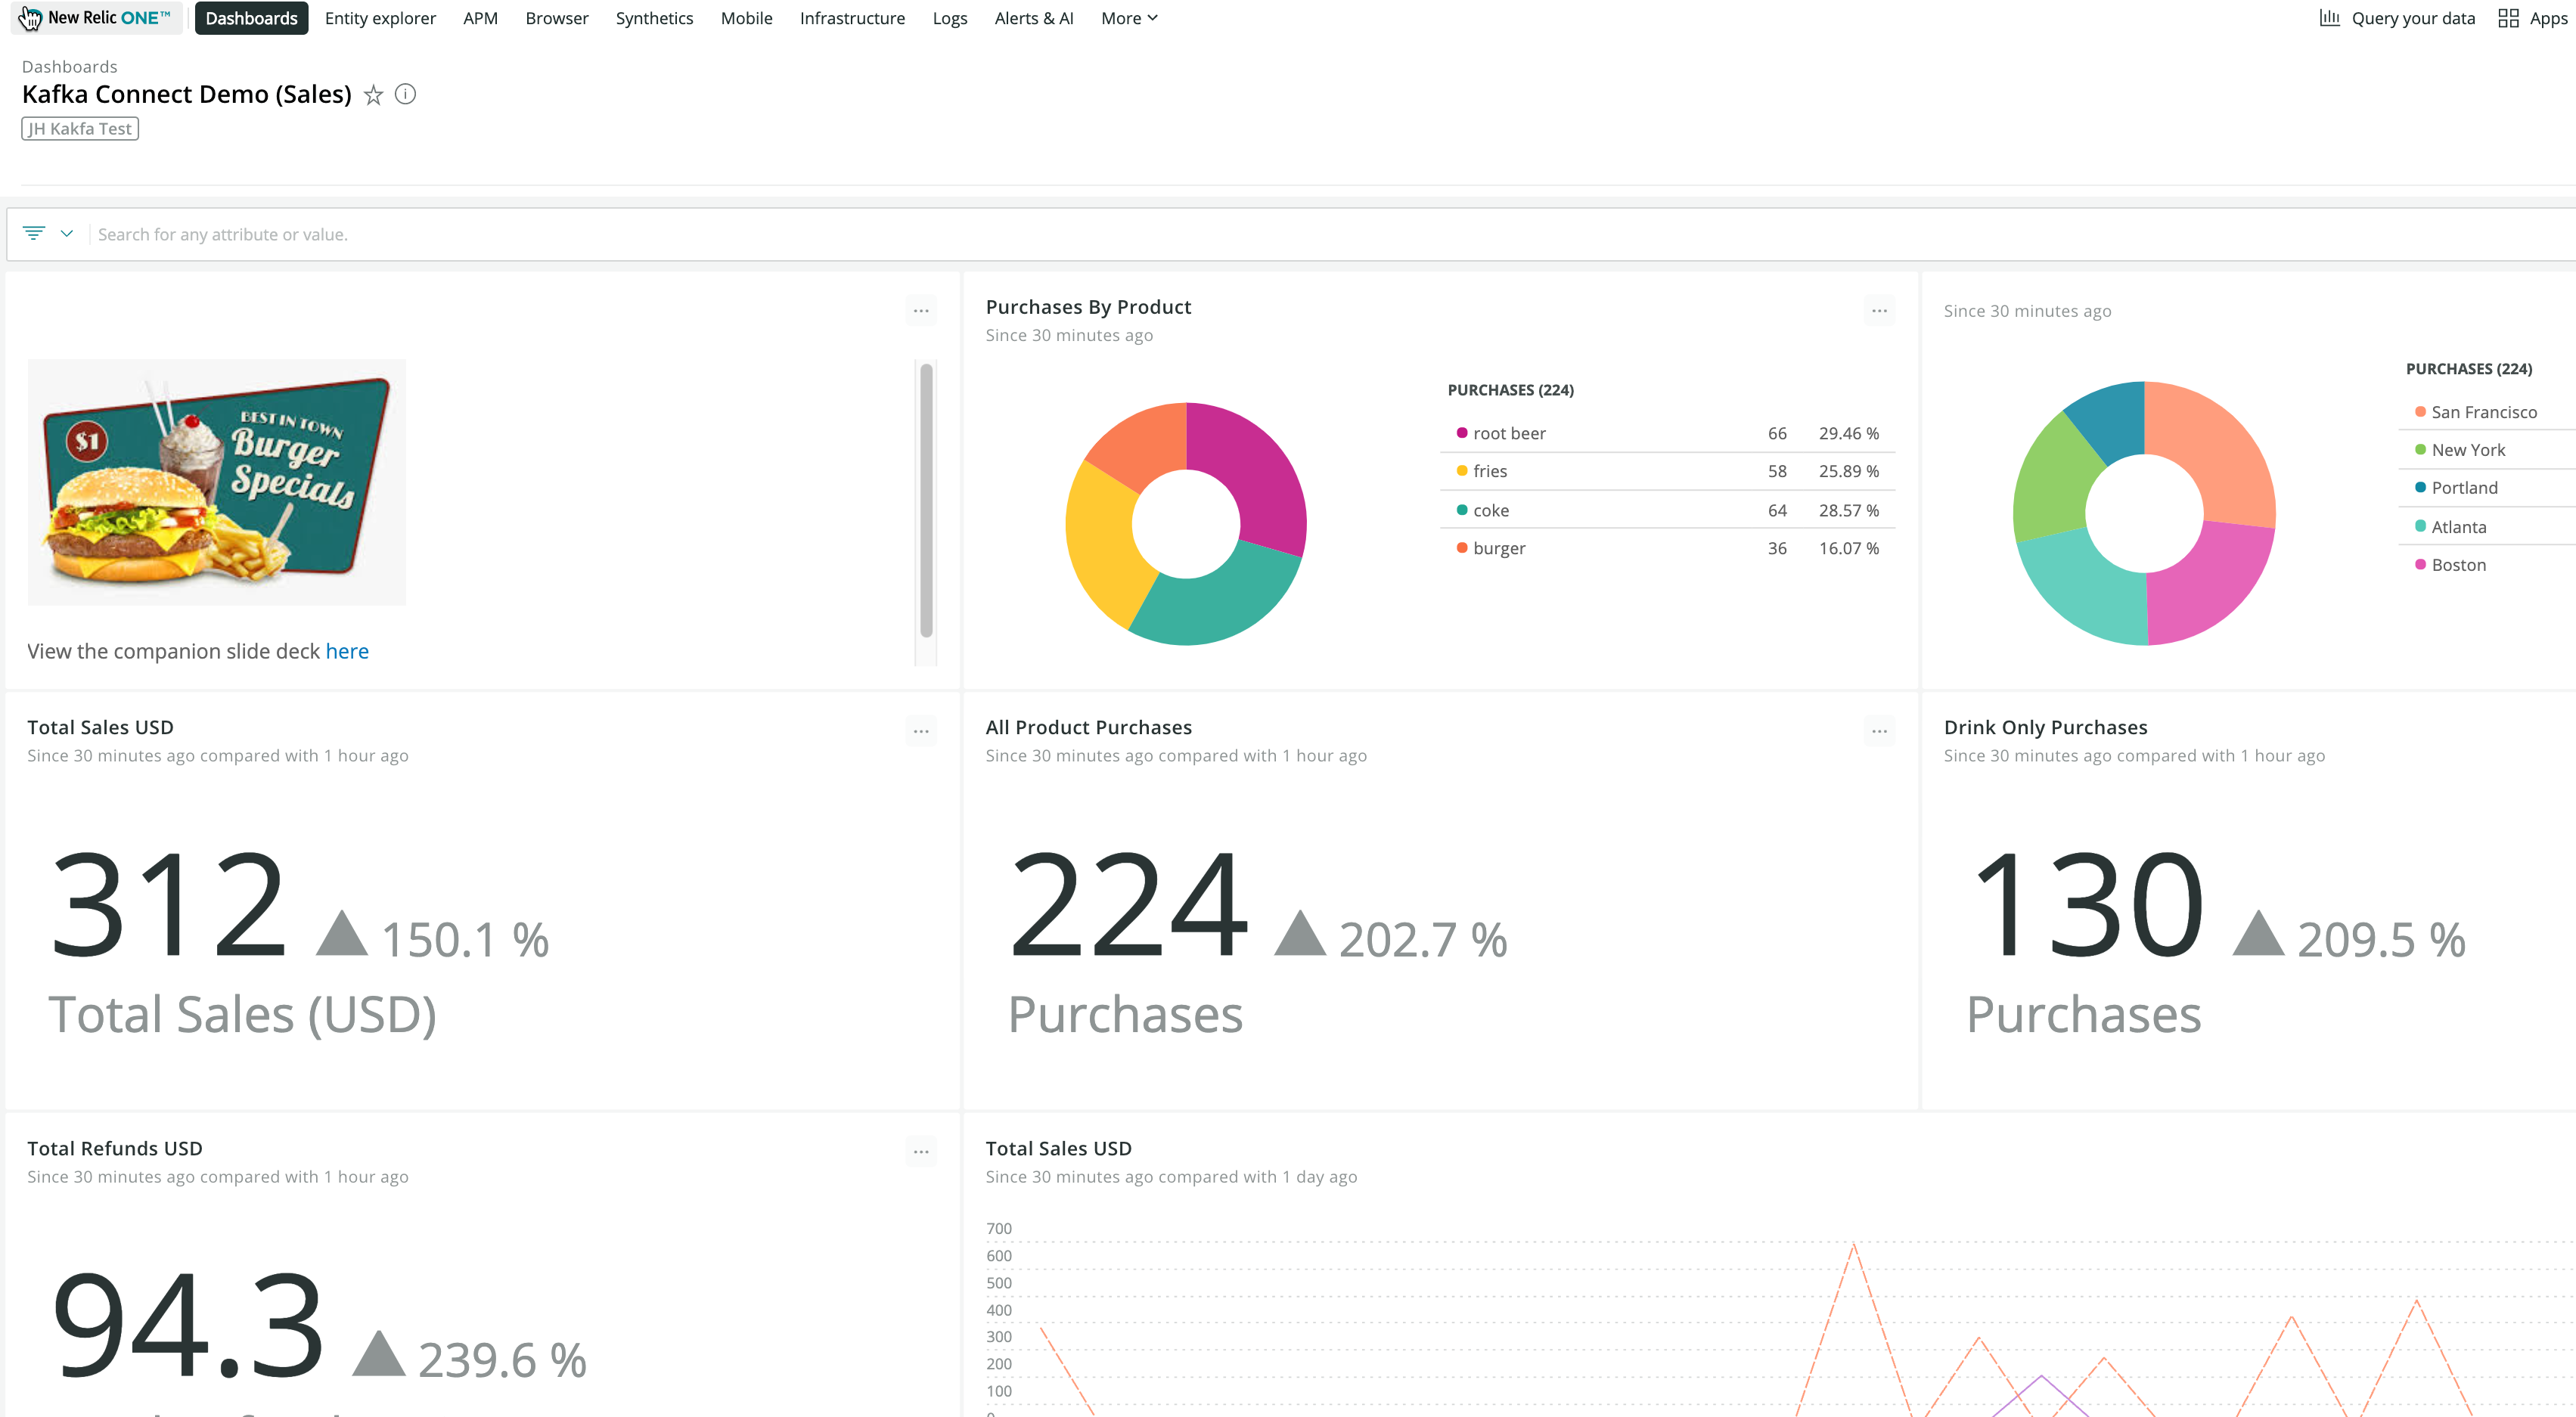 New Relic ONE™
Dashboards
Entity explorer
APM
Browser
Synthetics
Mobile
Infrastructure
Logs
Alerts & AI
More
Query your data
Apps
Dashboards
Kafka Connect Demo (Sales)
JH Kakfa Test
Search for any attribute or value.
...
$1
BEST IN TOWN
Burger
Specials
View the companion slide deck here
Purchases By Product
...
Since 30 minutes ago
PURCHASES (224)
root beer 66 29.46 %
fries 58 25.89 %
coke 64 28.57 %
burger 36 16.07 %
Since 30 minutes ago
PURCHASES (224)
San Francisco
New York
Portland
Atlanta
Boston
Total Sales USD
...
Since 30 minutes ago compared with 1 hour ago
312 150.1 %
Total Sales (USD)
All Product Purchases
...
Since 30 minutes ago compared with 1 hour ago
224 202.7 %
Purchases
Drink Only Purchases
Since 30 minutes ago compared with 1 hour ago
130 209.5 %
Purchases
Total Refunds USD
...
Since 30 minutes ago compared with 1 hour ago
94.3 239.6 %
Total Sales USD
Since 30 minutes ago compared with 1 day ago
700
600
500
400
300
200
100